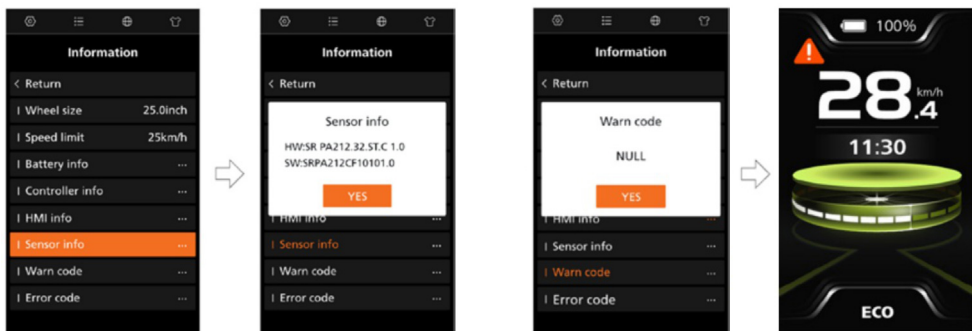 Information
< Return
| Wheel size 25.0inch
| Speed limit 25km/h
| Battery info ...
| Controller info ...
| HMI info ...
| Sensor info ...
| Warn code ...
| Error code ...
Information
< Return
Sensor info
HW:SR PA212.32.ST.C 1.0
SW:SRPA212CF10101.0
YES
| HMI info ...
| Sensor info ...
| Warn code ...
| Error code ...
Information
< Return
Warn code
NULL
YES
| HMI info ...
| Sensor info ...
| Warn code ...
| Error code ...
100%
28.4 km/h
11:30
ECO